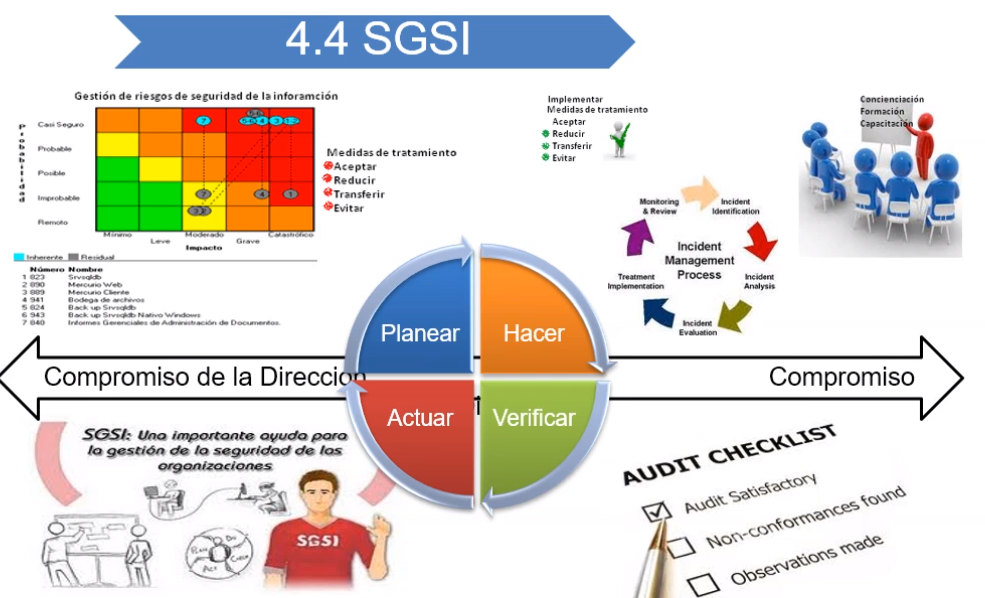 4.4 SGSI
Gestión de riesgos de seguridad de la inforamción
Probabilidad
Casi Seguro
Probable
Posible
Improbable
Remoto
Mínimo
Leve
Moderado
Grave
Catastrófico
Impacto
Inherente Residual
Número Nombre
1 823 Srvsqldb
2 890 Mercurio Web
3 889 Mercurio Cliente
4 941 Bodega de archivos
5 824 Back up Srvsqldb
6 943 Back up Srvsqldb Nativo Windows
7 840 Informes Gerenciales de Administración de Documentos.
Medidas de tratamiento
Aceptar
Reducir
Transferir
Evitar
Implementar
Medidas de tratamiento
Aceptar
Reducir
Transferir
Evitar
Concienciación
Formación
Capacitación
Monitoring
& Review
Incident
Identification
Incident
Management
Process
Treatment
Implementation
Incident
Analysis
Incident
Evaluation
Planear
Hacer
Compromiso de la Dirección
Compromiso
Actuar
Verificar
SGSI: Una importante ayuda para
la gestión de la seguridad de las
organizaciones
SGSI
PLAN
DO
CHECK
ACT
AUDIT CHECKLIST
Audit Satisfactory
Non-conformances found
Observations made